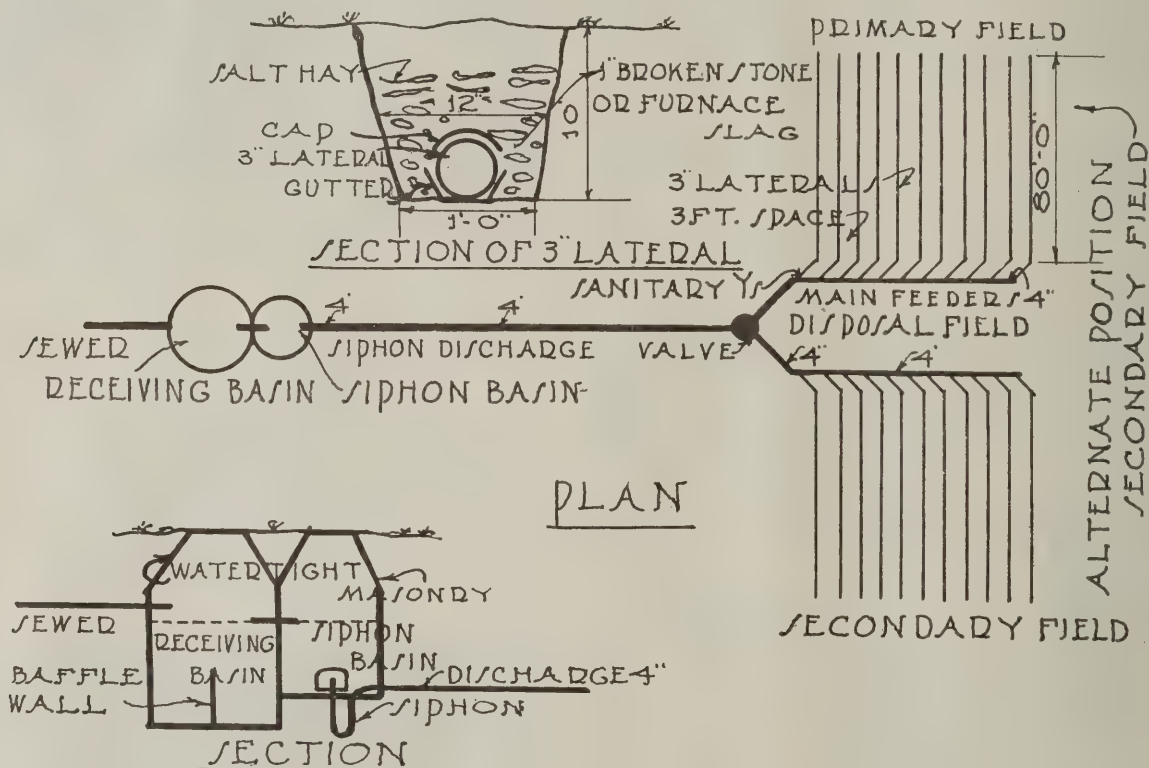 SALT HAY
12"
CAP
3" LATERAL
GUTTER
1'-0"
10"
1" BROKEN STONE
OR FURNACE
SLAG
SECTION OF 3" LATERAL
PRIMARY FIELD
3" LATERALS
3 FT. SPACE
80'-0"
ALTERNATE POSITION
SECONDARY FIELD
SANITARY Y'S
MAIN FEEDERS 4"
DISPOSAL FIELD
4"
4"
SEWER
SIPHON DISCHARGE
VALVE
4"
4"
RECEIVING BASIN
SIPHON BASIN
PLAN
SECONDARY FIELD
WATERTIGHT
MASONRY
SEWER
RECEIVING
BASIN
SIPHON
BASIN
BAFFLE
WALL
DISCHARGE 4"
SIPHON
SECTION